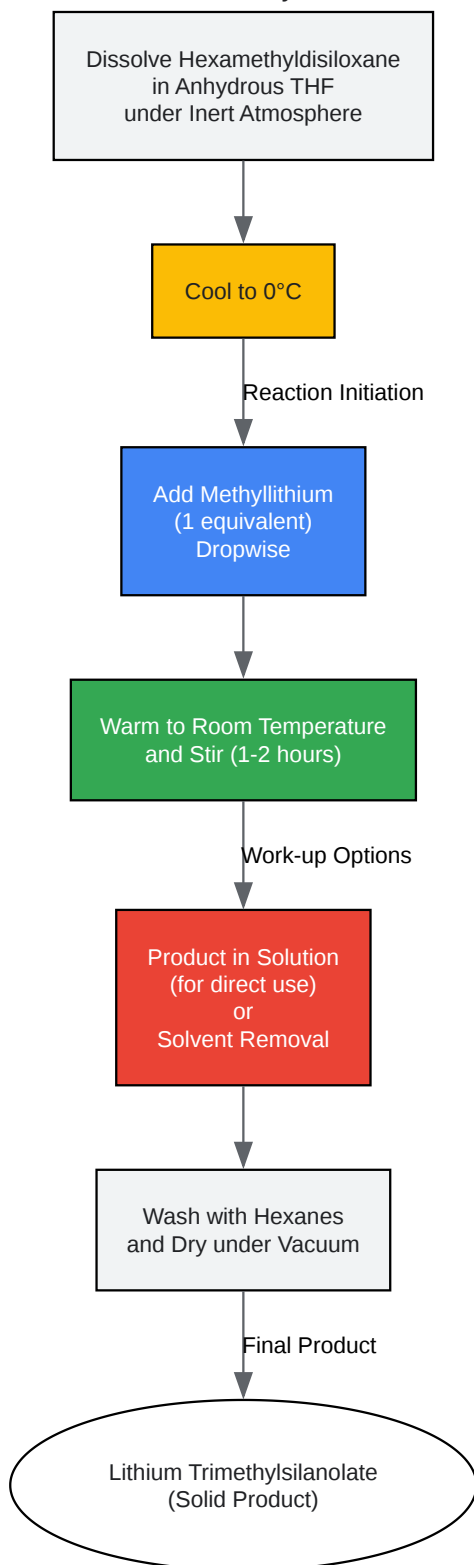 Dissolve Hexamethyldisiloxane
in Anhydrous THF
under Inert Atmosphere
Cool to 0°C
Reaction Initiation
Add Methyllithium
(1 equivalent)
Dropwise
Warm to Room Temperature
and Stir (1-2 hours)
Work-up Options
Product in Solution
(for direct use)
or
Solvent Removal
Wash with Hexanes
and Dry under Vacuum
Final Product
Lithium Trimethylsilanolate
(Solid Product)